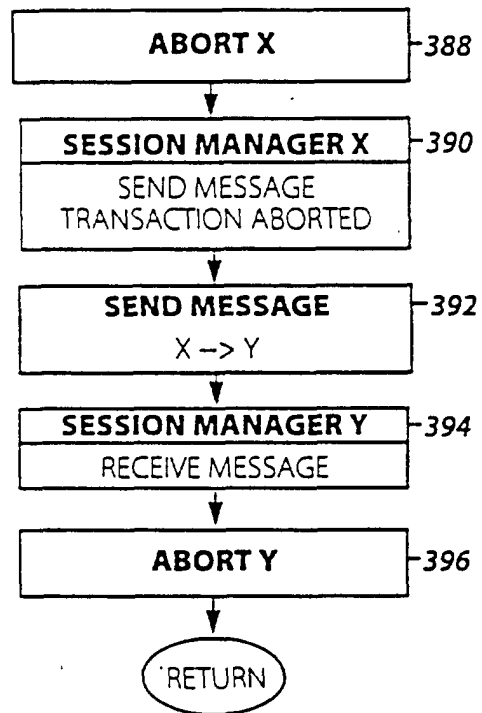 ABORT X 388
SESSION MANAGER X 390
SEND MESSAGE
TRANSACTION ABORTED
SEND MESSAGE 392
X -> Y
SESSION MANAGER Y 394
RECEIVE MESSAGE
ABORT Y 396
RETURN